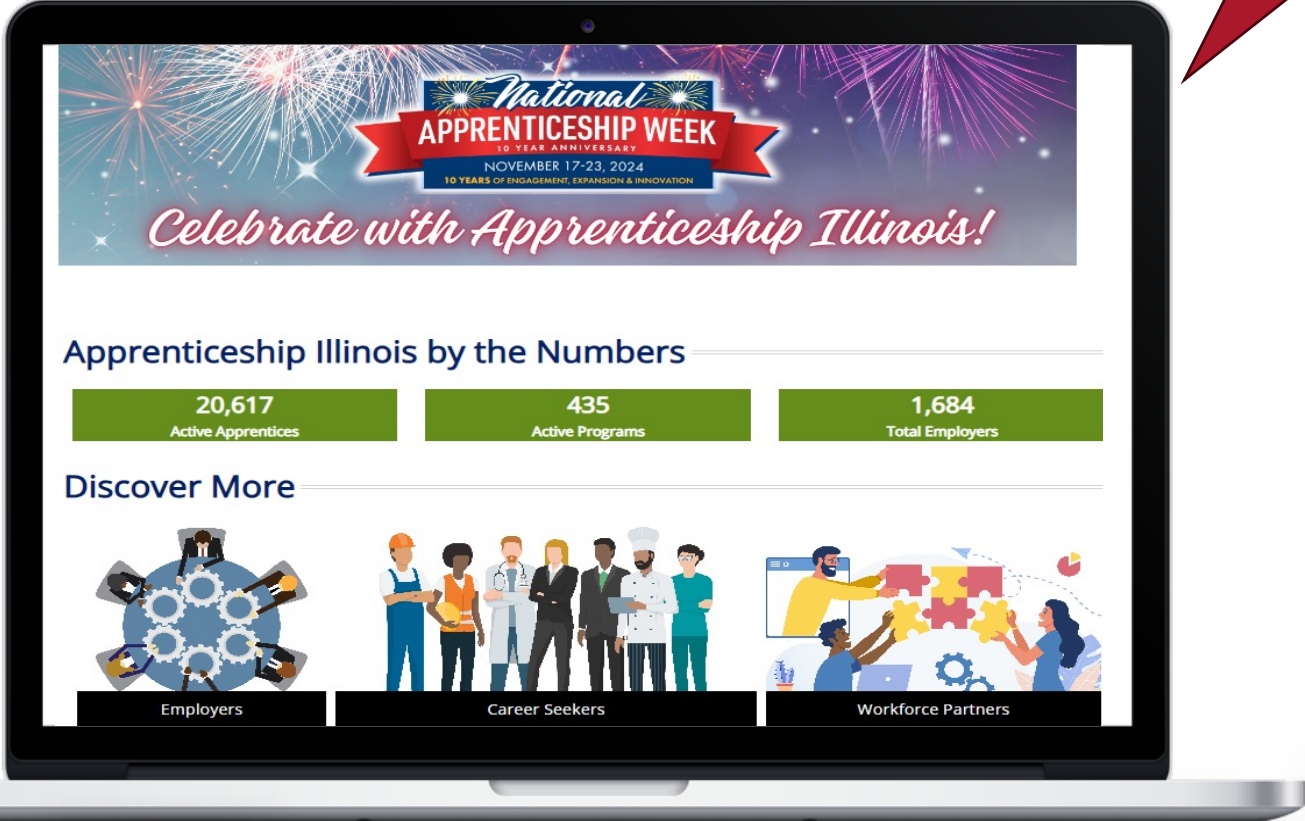 National
APPRENTICESHIP WEEK
10 YEAR ANNIVERSARY
NOVEMBER 17-23, 2024
10 YEARS OF ENGAGEMENT, EXPANSION & INNOVATION
Celebrate with Apprenticeship Illinois!
Apprenticeship Illinois by the Numbers
20,617
Active Apprentices
435
Active Programs
1,684
Total Employers
Discover More
Employers
Career Seekers
Workforce Partners